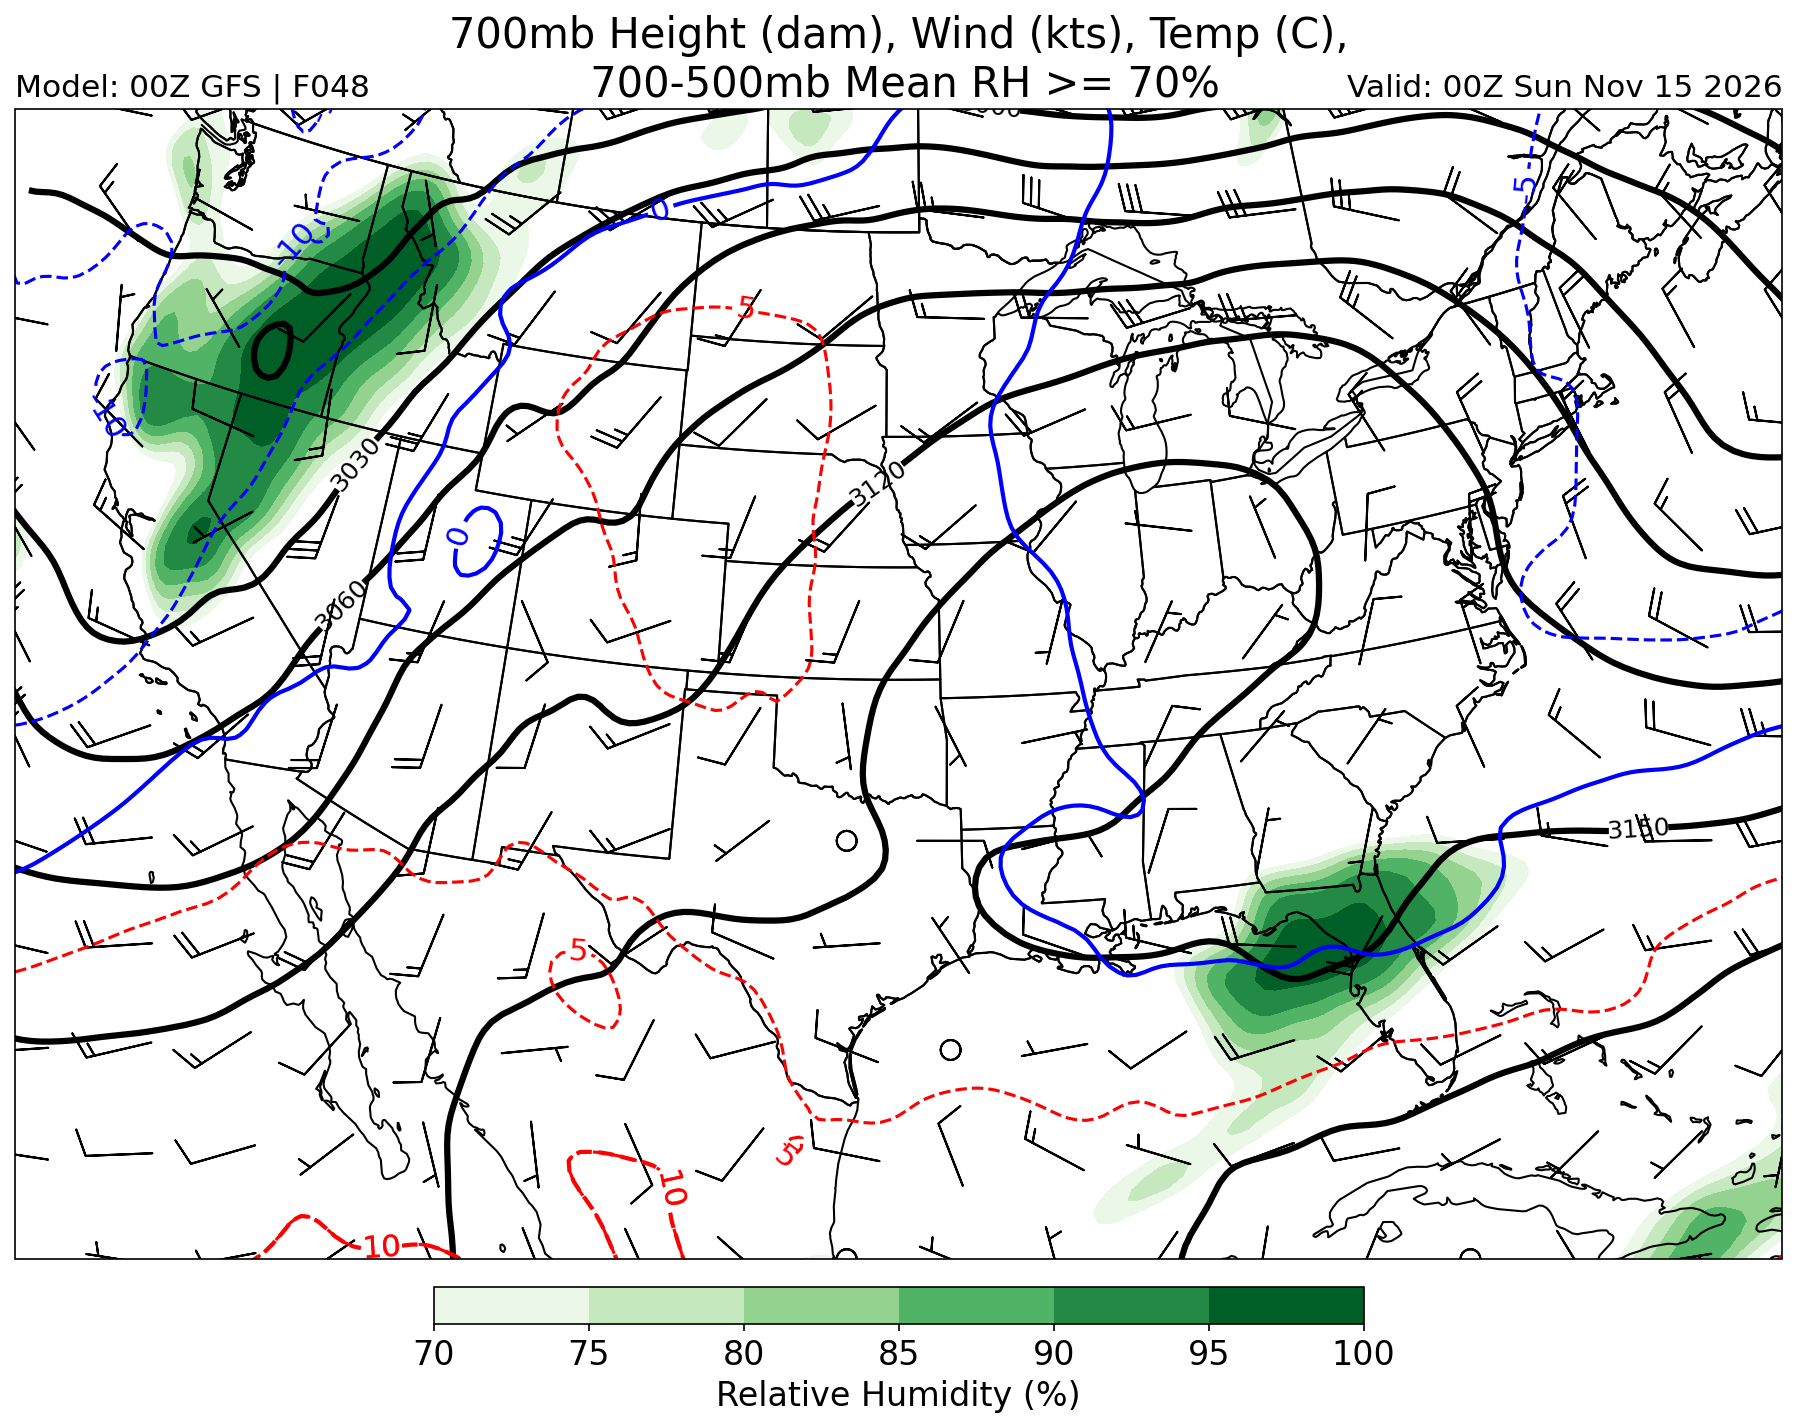 700mb Height (dam), Wind (kts), Temp (C),
700-500mb Mean RH >= 70%
Model: 00Z GFS | F048
Valid: 00Z Sun Nov 15 2026
0
5
10
5
10
3030
3120
0
3060
3150
5
5
10
10
70 75 80 85 90 95 100
Relative Humidity (%)